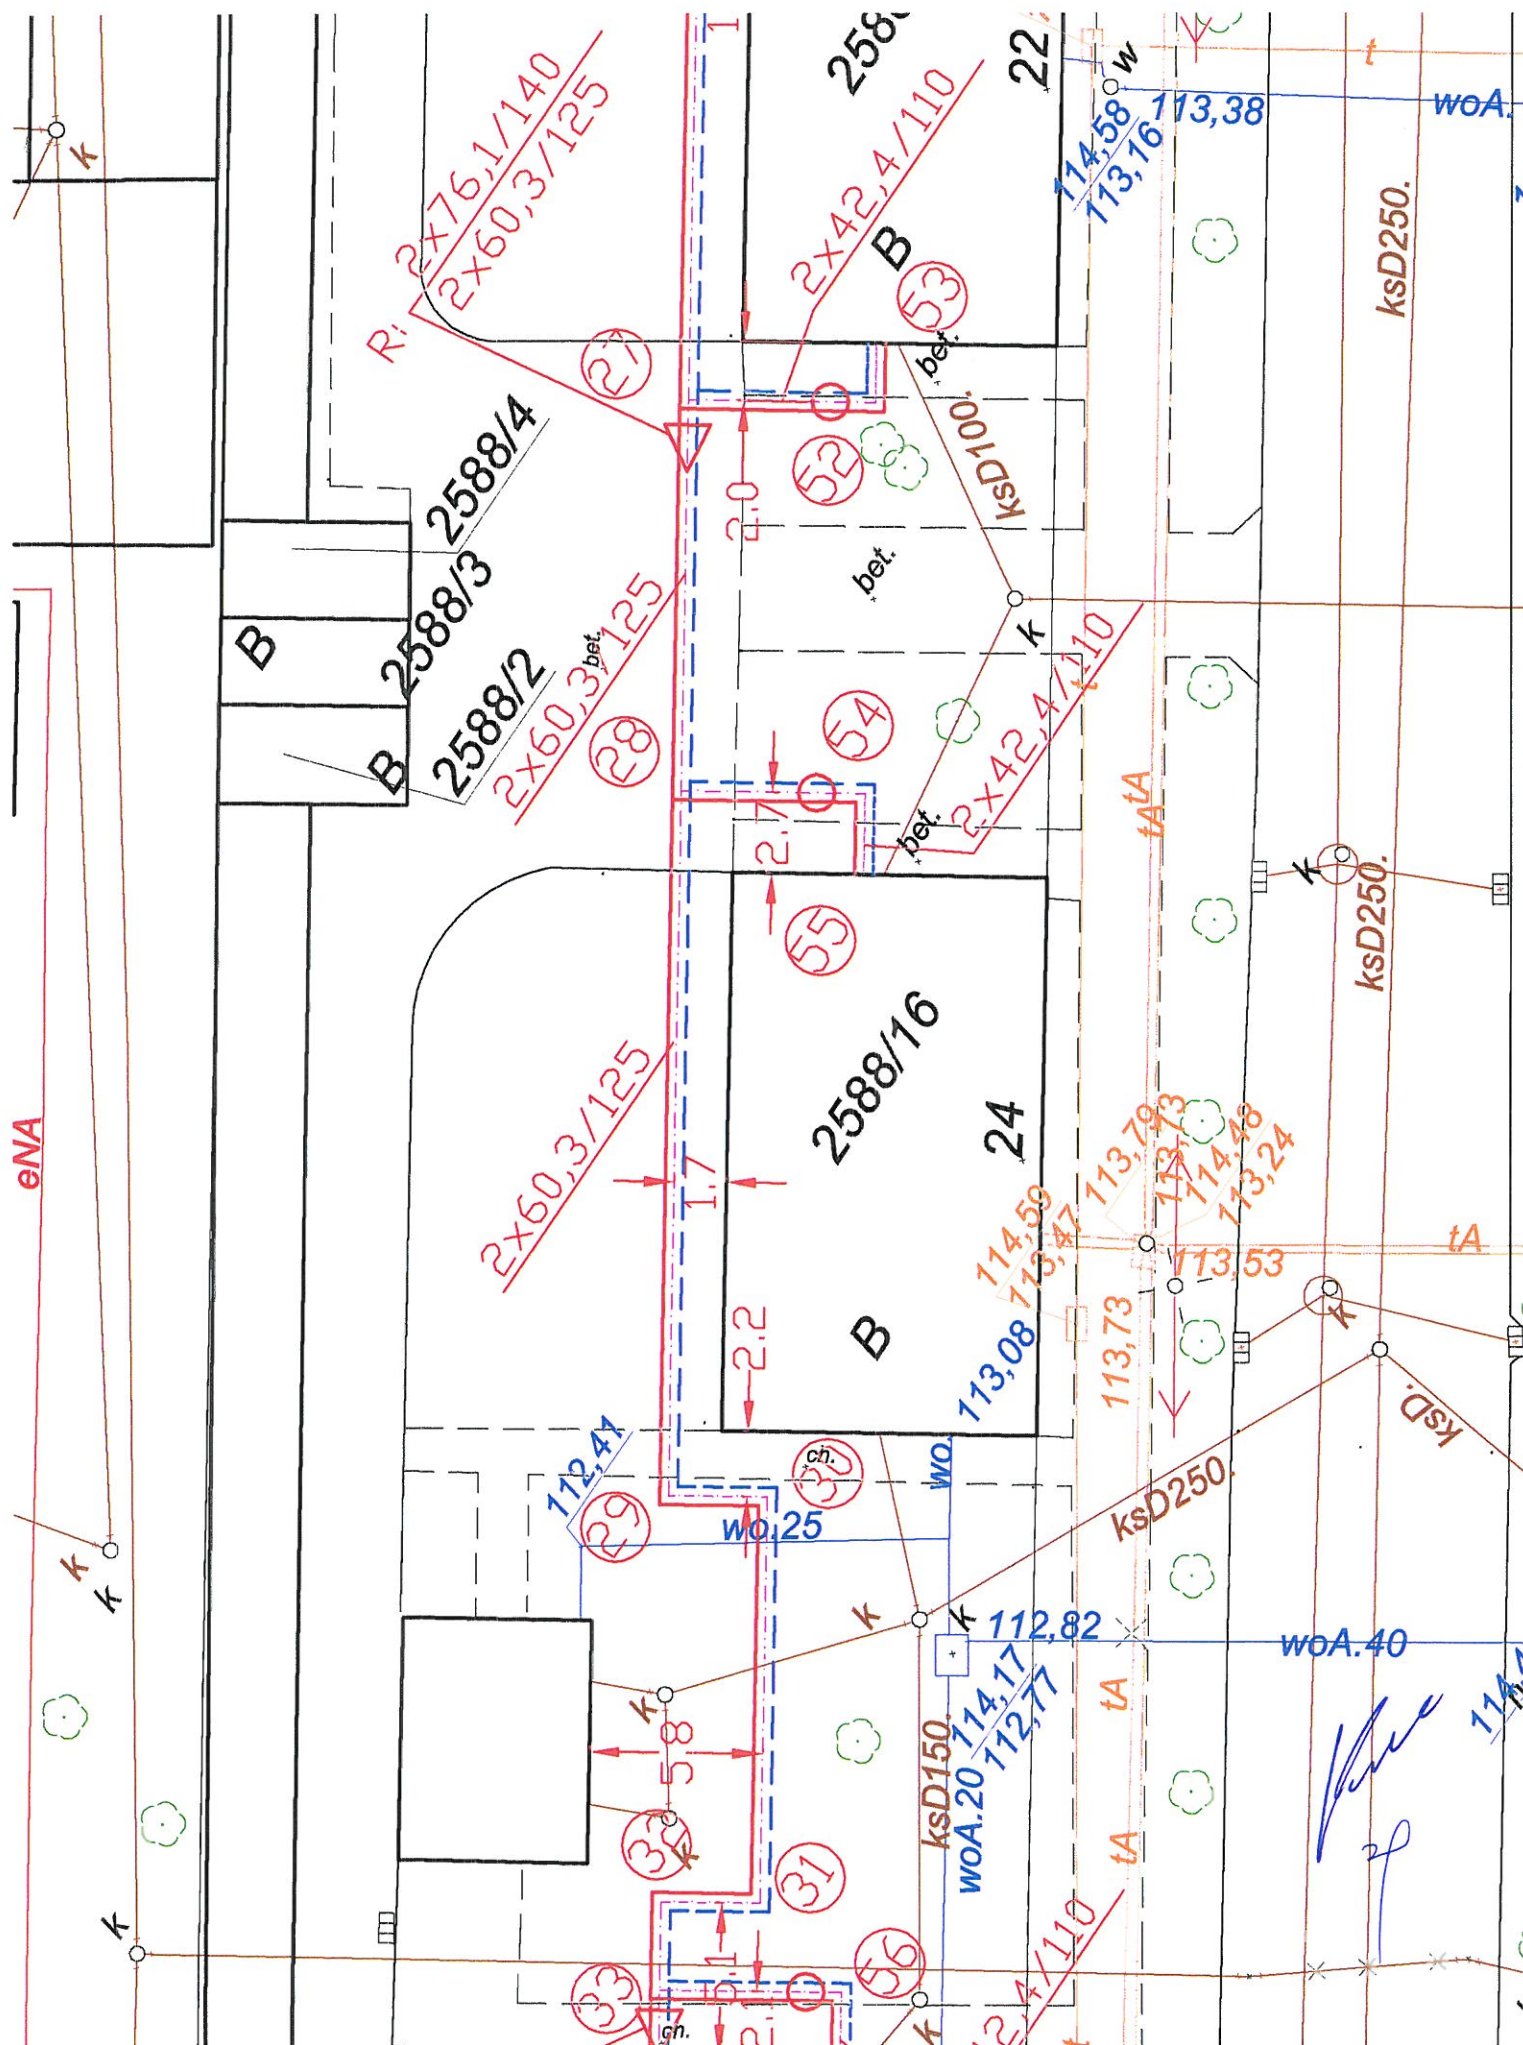 22
w
t
2x76,1/140
2x60,3/125
2x42,4/110
114,58
113,16
113,38
woA.
k
ksD250.
B
53
27
bet.
2588/4
ksD100.
52
2.0
2588/3
B
bet.
k
2588/2
bet.
2x60,3/125
28
54
2x42,4/110
t
B
tA
tA
2.7
bet.
k
ksD250.
55
2588/16
2x60,3/125
24
eNA
1.7
113,79
113,73
114,48
113,24
114,59
113,47
tA
113,53
2.2
B
113,08
113,73
k
ksD.
112,41
30
ch.
wo.
29
wo.25
ksD250.
k
k
k
k
112,82
woA.40
114,17
112,77
tA
k
5.8
ksD150.
woA.20
k
31
tA
k
56
33
ch.
k
t